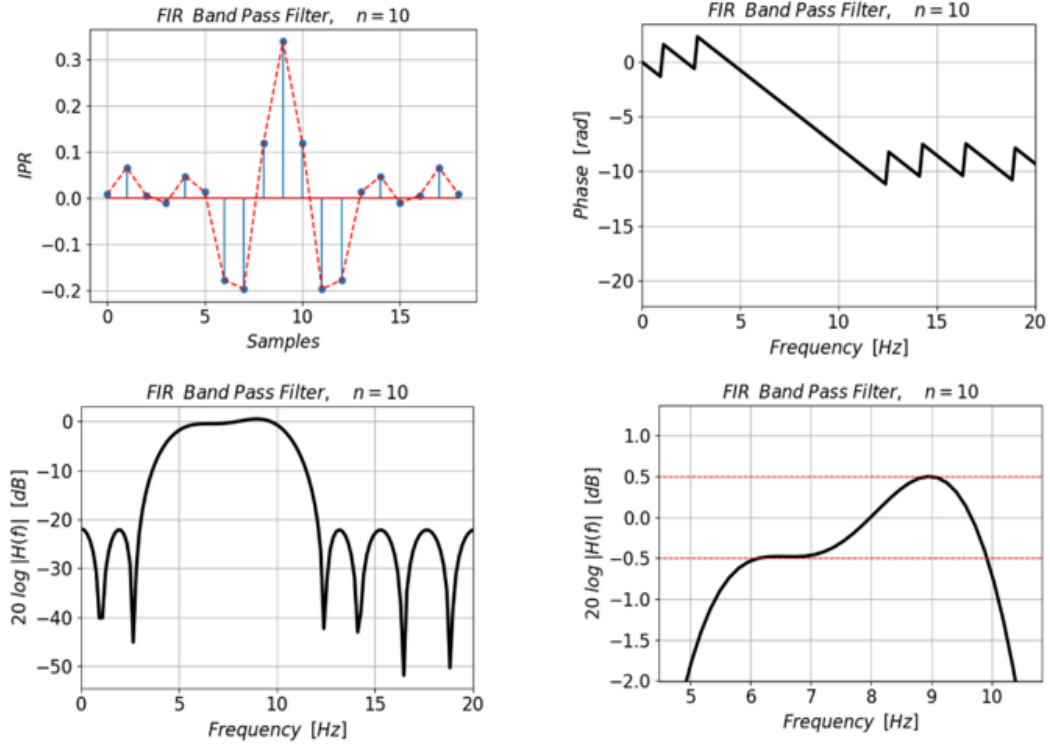 FIR Band Pass Filter, n = 10
IPR
0.3
0.2
0.1
0.0
−0.1
−0.2
0 5 10 15
Samples
FIR Band Pass Filter, n = 10
Phase [rad]
0
−5
−10
−15
−20
0 5 10 15 20
Frequency [Hz]
FIR Band Pass Filter, n = 10
20 log |H(f)| [dB]
0
−10
−20
−30
−40
−50
0 5 10 15 20
Frequency [Hz]
FIR Band Pass Filter, n = 10
20 log |H(f)| [dB]
1.0
0.5
0.0
−0.5
−1.0
−1.5
−2.0
5 6 7 8 9 10
Frequency [Hz]